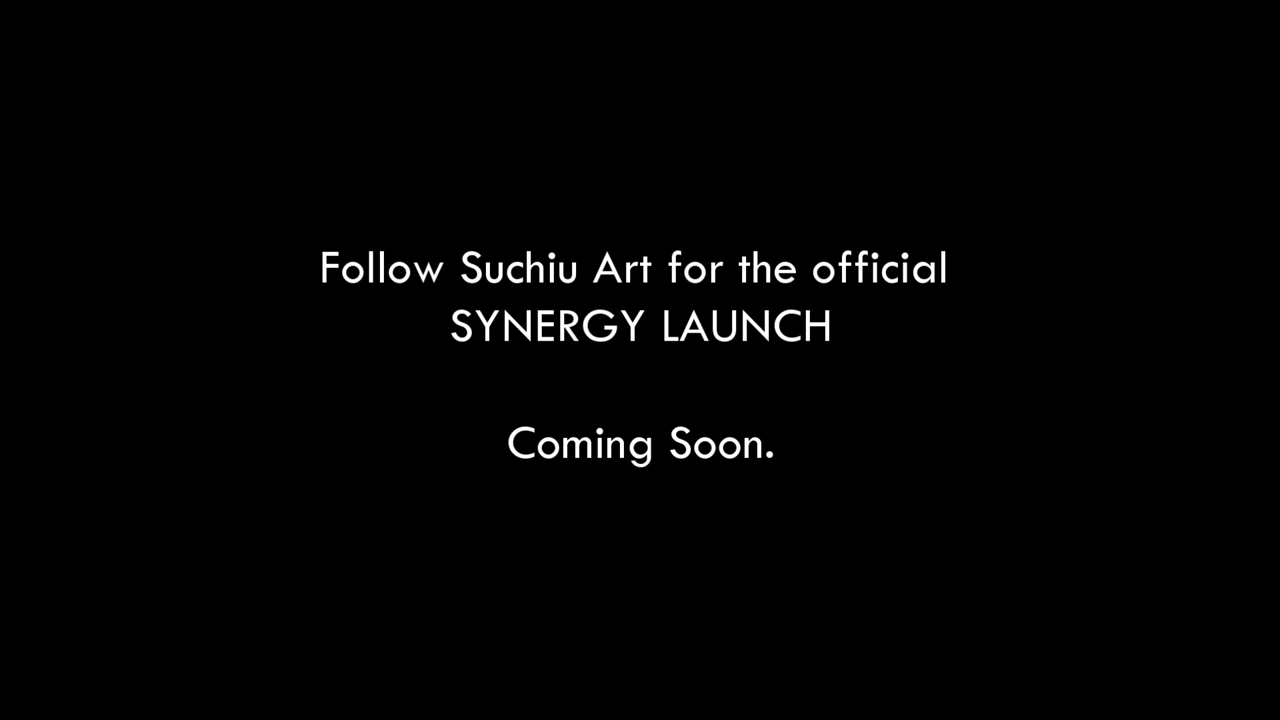 Follow Suchiu Art for the official
SYNERGY LAUNCH
Coming Soon.